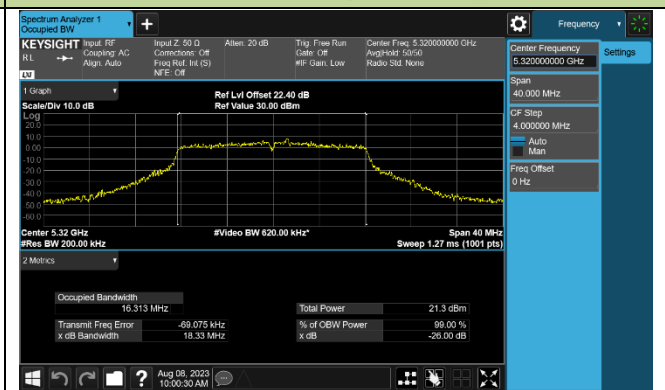 Spectrum Analyzer 1
Occupied BW
+
Frequency
KEYSIGHT
RL
LXI
Input: RF
Coupling: AC
Align: Auto
Input Z: 50 Ω
Corrections: Off
Freq Ref: Int (S)
NFE: Off
Atten: 20 dB
Trig: Free Run
Gate: Off
#IF Gain: Low
Center Freq: 5.320000000 GHz
Avg|Hold: 50/50
Radio Std: None
Center Frequency
5.320000000 GHz
Settings
Span
40.000 MHz
CF Step
4.000000 MHz
Auto
Man
Freq Offset
0 Hz
1 Graph
Scale/Div 10.0 dB
Ref Lvl Offset 22.40 dB
Ref Value 30.00 dBm
Log
20.0
10.0
0.00
-10.0
-20.0
-30.0
-40.0
-50.0
-60.0
Center 5.32 GHz
#Res BW 200.00 kHz
#Video BW 620.00 kHz*
Span 40 MHz
Sweep 1.27 ms (1001 pts)
2 Metrics
Occupied Bandwidth
16.313 MHz
Total Power 21.3 dBm
Transmit Freq Error -69.075 kHz
% of OBW Power 99.00 %
x dB Bandwidth 18.33 MHz
x dB -26.00 dB
?
Aug 08, 2023
10:00:30 AM